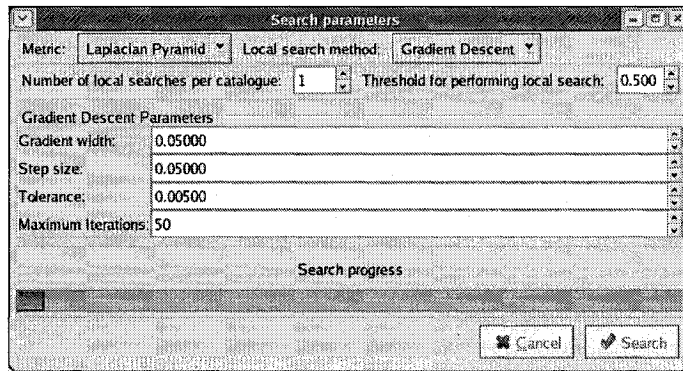 Search parameters
Metric: Laplacian Pyramid Local search method: Gradient Descent
Number of local searches per catalogue: 1 Threshold for performing local search: 0.500
Gradient Descent Parameters
Gradient width: 0.05000
Step size: 0.05000
Tolerance: 0.00500
Maximum Iterations: 50
Search progress
Cancel Search